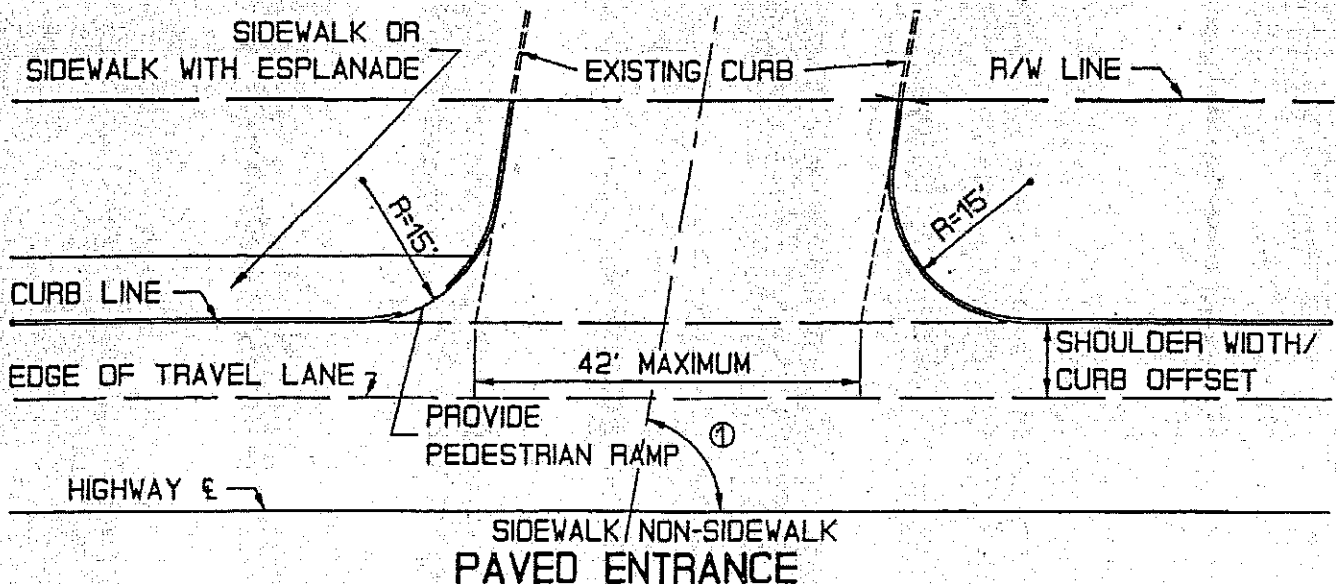 SIDEWALK OR
SIDEWALK WITH ESPLANADE
EXISTING CURB
R/W LINE
R=15'
R=15'
CURB LINE
SHOULDER WIDTH/
CURB OFFSET
42' MAXIMUM
EDGE OF TRAVEL LANE
PROVIDE
PEDESTRIAN RAMP
①
HIGHWAY ℄
SIDEWALK NON-SIDEWALK
PAVED ENTRANCE